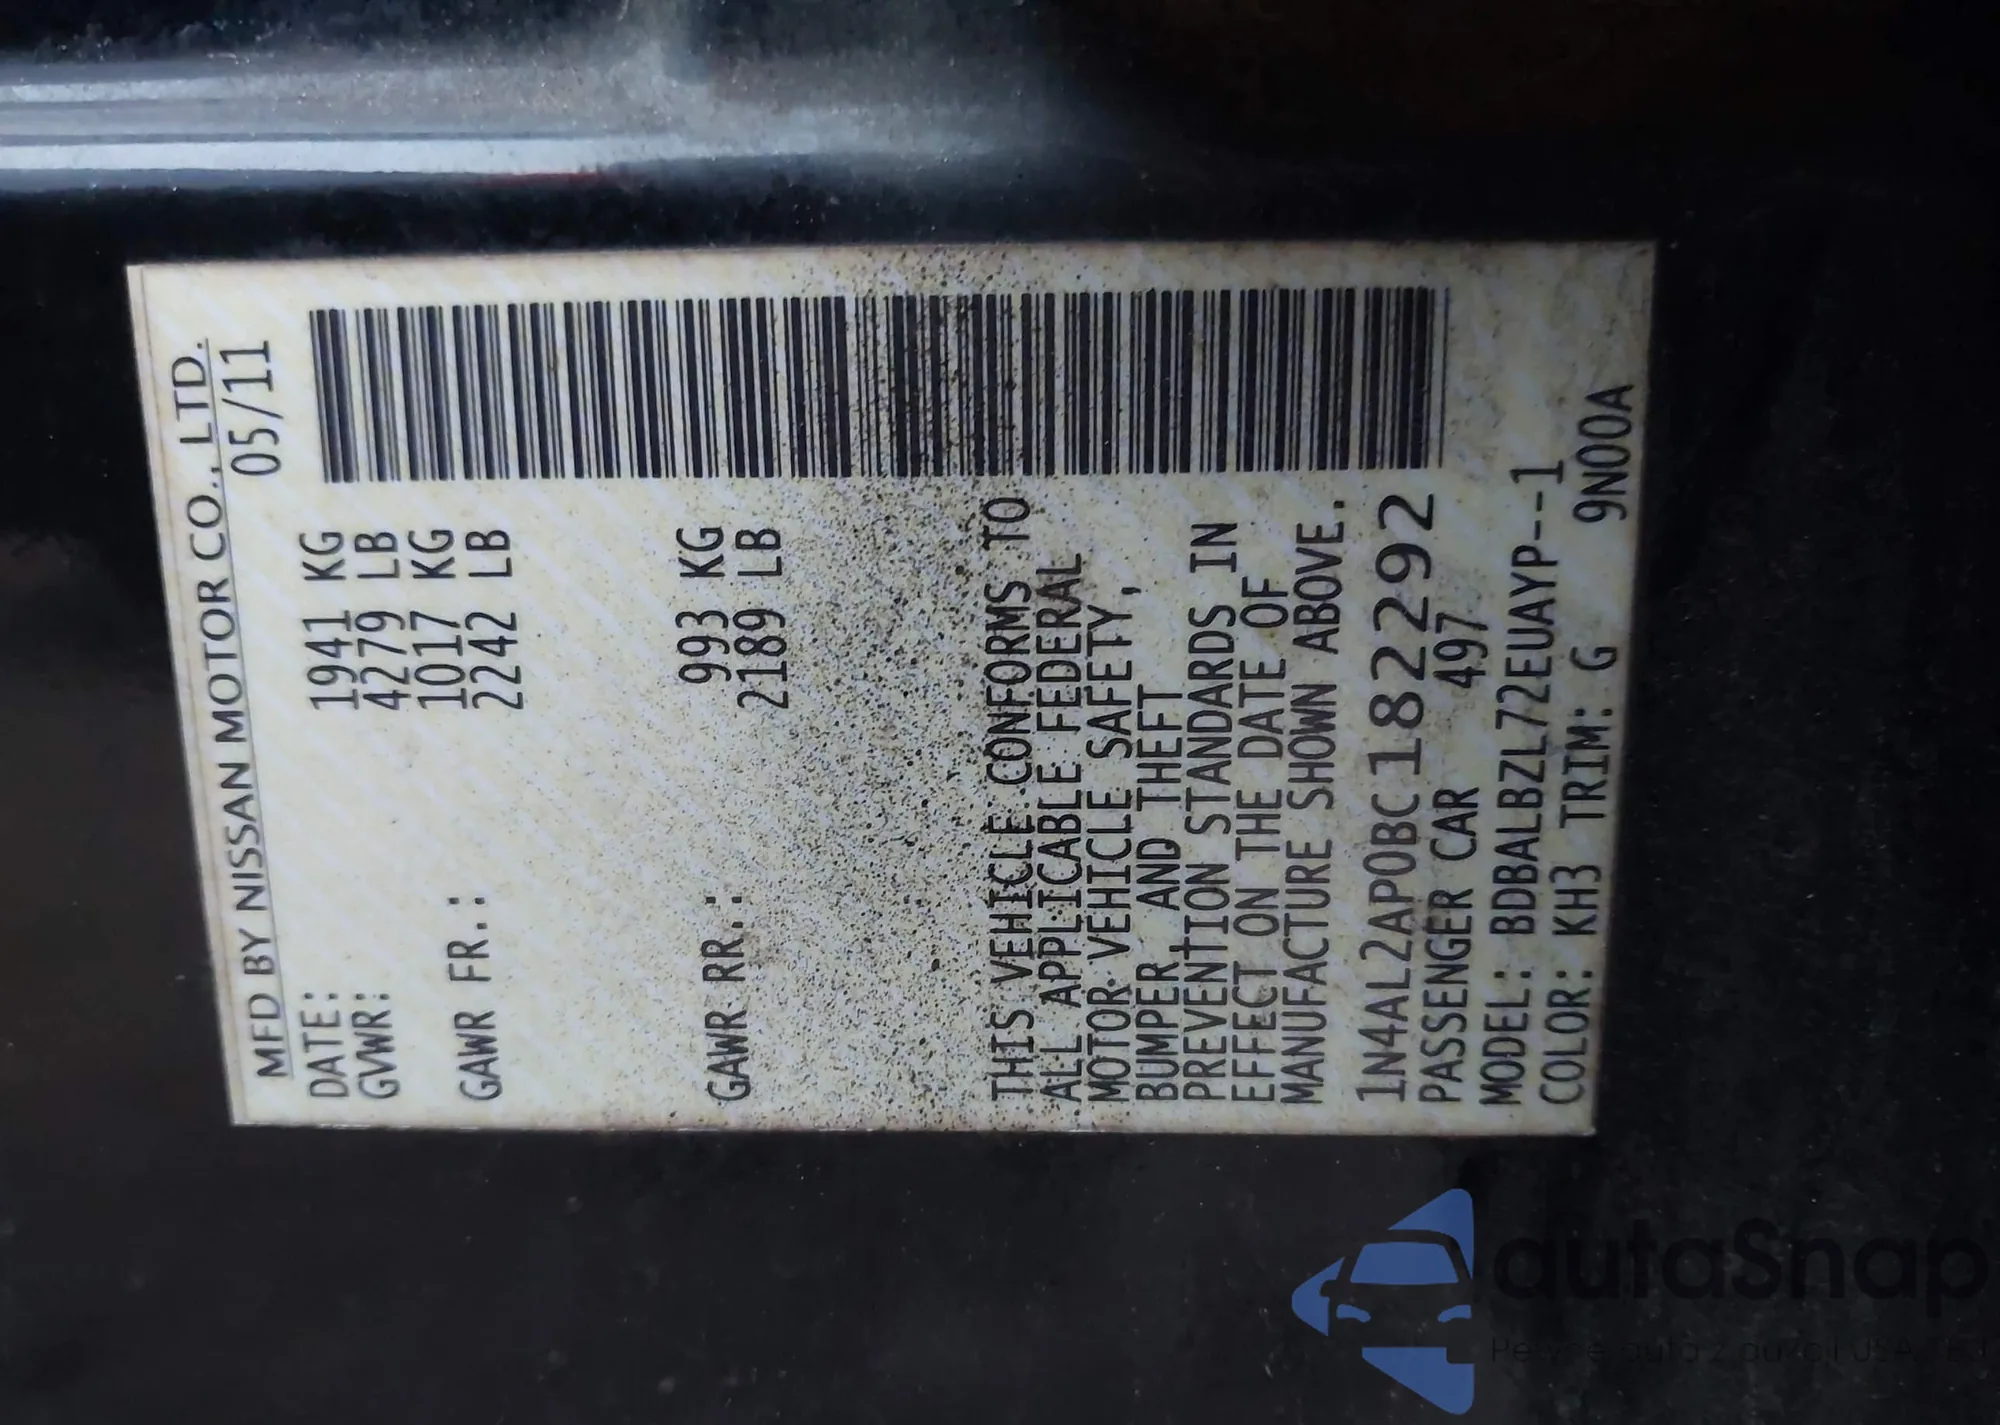 MFD BY NISSAN MOTOR CO., LTD.
DATE: 05/11
GVWR: 1941 KG
4279 LB
GAWR FR.: 1017 KG
2242 LB
GAWR RR.: 993 KG
2189 LB
THIS VEHICLE CONFORMS TO
ALL APPLICABLE FEDERAL
MOTOR VEHICLE SAFETY,
BUMPER AND THEFT
PREVENTION STANDARDS IN
EFFECT ON THE DATE OF
MANUFACTURE SHOWN ABOVE.
1N4AL2AP0BC182292
PASSENGER CAR 497
MODEL: BDBALBZL72EUAYP--1
COLOR: KH3 TRIM: G 9N00A
autaSnap